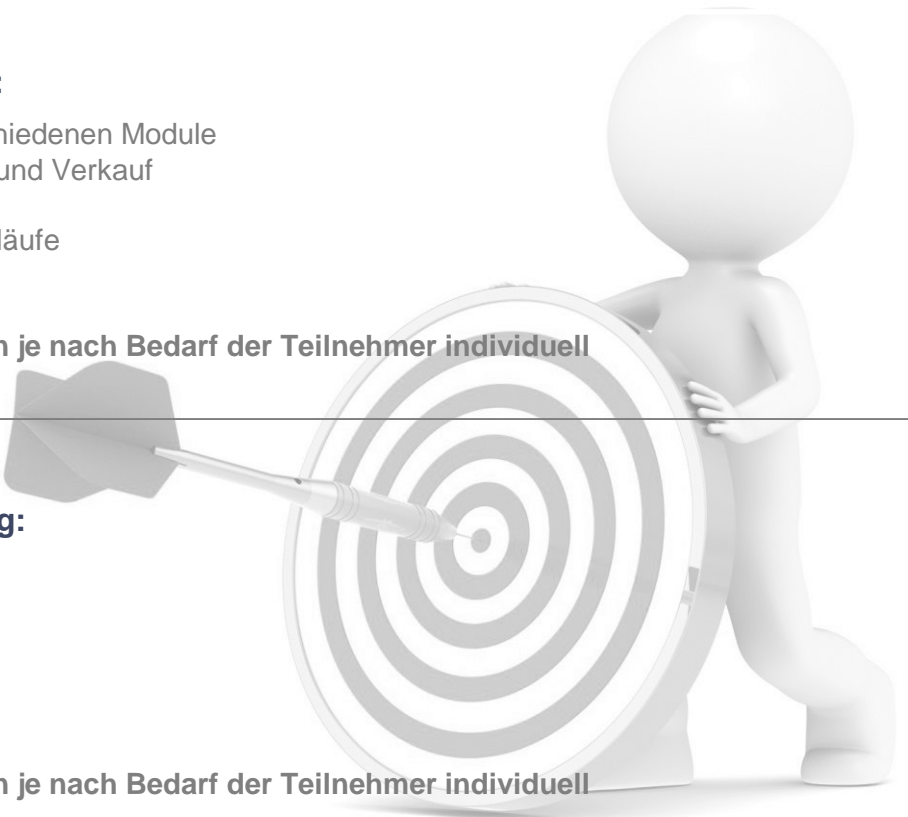 :
hiedenen Module
und Verkauf
läufe
n je nach Bedarf der Teilnehmer individuell
g:
n je nach Bedarf der Teilnehmer individuell